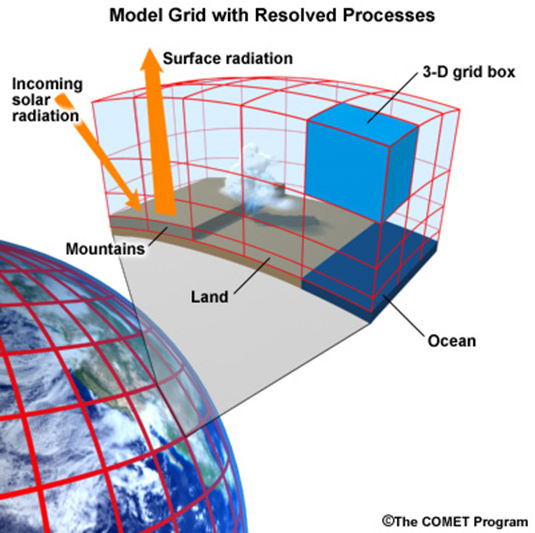 Model Grid with Resolved Processes
Surface radiation
Incoming
solar
radiation
3-D grid box
Mountains
Land
Ocean
©The COMET Program